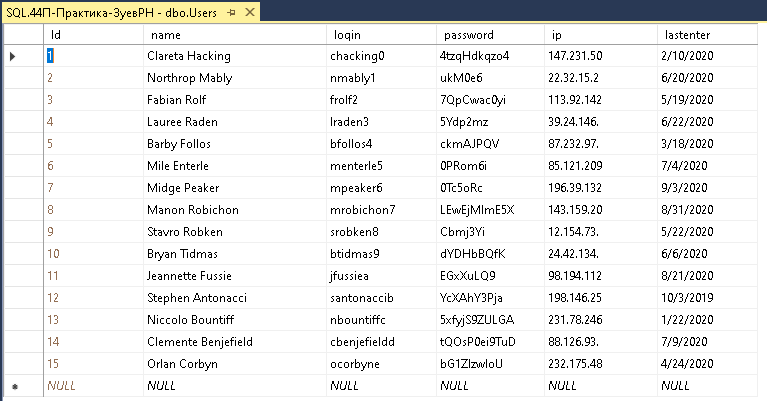 SQL.44П-Практика-ЗуевРН - dbo.Users
Id name login password ip lastenter
1 Clareta Hacking chacking0 4tzqHdkqzo4 147.231.50 2/10/2020
2 Northrop Mably nmably1 ukM0e6 22.32.15.2 6/20/2020
3 Fabian Rolf frolf2 7QpCwac0yi 113.92.142 5/19/2020
4 Lauree Raden lraden3 5Ydp2mz 39.24.146. 6/22/2020
5 Barby Follos bfollos4 ckmAJPQV 87.232.97. 3/18/2020
6 Mile Enterle menterle5 0PRom6i 85.121.209 7/4/2020
7 Midge Peaker mpeaker6 0Tc5oRc 196.39.132 9/3/2020
8 Manon Robichon mrobichon7 LEwEjMImE5X 143.159.20 8/31/2020
9 Stavro Robken srobken8 Cbmj3Yi 12.154.73. 5/22/2020
10 Bryan Tidmas btidmas9 dYDHbBQfK 24.42.134. 6/6/2020
11 Jeannette Fussie jfussiea EGxXuLQ9 98.194.112 8/21/2020
12 Stephen Antonacci santonaccib YcXAhY3Pja 198.146.25 10/3/2019
13 Niccolo Bountiff nbountiffc 5xfyjS9ZULGA 231.78.246 1/22/2020
14 Clemente Benjefield cbenjefieldd tQOsP0ei9TuD 88.126.93. 7/9/2020
15 Orlan Corbyn ocorbyne bG1ZIzwIoU 232.175.48 4/24/2020
NULL NULL NULL NULL NULL NULL